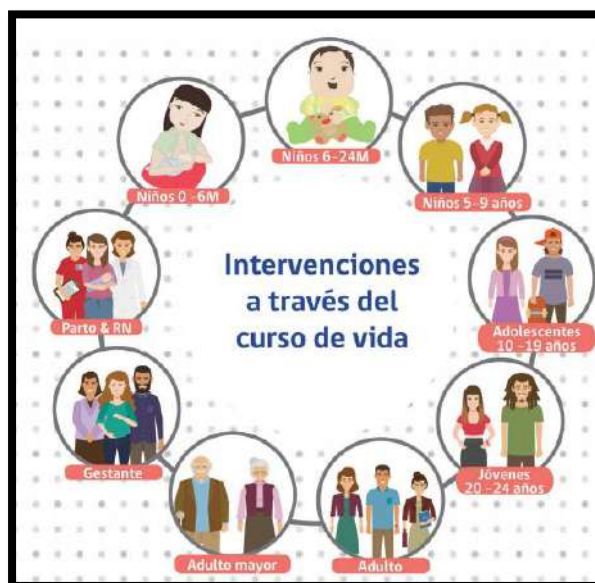 Niños 6-24M
Niños 0-6M
Niños 5-9 años
Intervenciones
a través del
curso de vida
Parto & RN
Adolescentes
10-19 años
Gestante
Jóvenes
20-24 años
Adulto mayor
Adulto